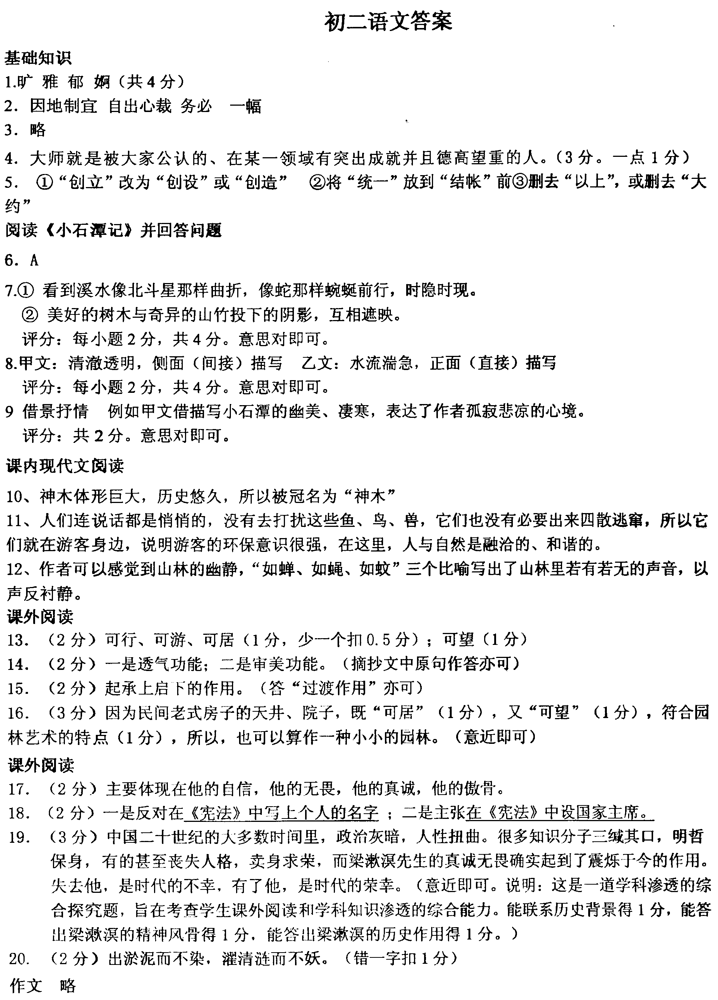 初二语文答案
基础知识
1.旷 雅 郁 婀（共 4 分）
2．因地制宜 自出心裁 务必 一幅
3．略
4．大师就是被大家公认的、在某一领域有突出成就并且德高望重的人。（3 分。一点 1 分）
5． ①“创立”改为“创设”或“创造” ②将“统一”放到“结帐”前③删去“以上”，或删去“大
约”
阅读《小石潭记》并回答问题
6．A
7.① 看到溪水像北斗星那样曲折，像蛇那样蜿蜒前行，时隐时现。
② 美好的树木与奇异的山竹投下的阴影，互相遮映。
评分：每小题 2 分，共 4 分。意思对即可。
8.甲文：清澈透明，侧面（间接）描写 乙文：水流湍急，正面（直接）描写
评分：每小题 2 分，共 4 分。意思对即可。
9 借景抒情 例如甲文借描写小石潭的幽美、凄寒，表达了作者孤寂悲凉的心境。
评分：共 2 分。意思对即可。
课内现代文阅读
10、神木体形巨大，历史悠久，所以被冠名为“神木”
11、人们连说话都是悄悄的，没有去打扰这些鱼、鸟、兽，它们也没有必要出来四散逃窜，所以它
们就在游客身边，说明游客的环保意识很强，在这里，人与自然是融洽的、和谐的。
12、作者可以感觉到山林的幽静，“如蝉、如蝇、如蚊”三个比喻写出了山林里若有若无的声音，以
声反衬静。
课外阅读
13．（2 分）可行、可游、可居（1 分，少一个扣 0.5 分）；可望（1 分）
14．（2 分）一是透气功能；二是审美功能。（摘抄文中原句作答亦可）
15．（2 分）起承上启下的作用。（答“过渡作用”亦可）
16．（3 分）因为民间老式房子的天井、院子，既“可居”（1 分），又“可望”（1 分），符合园
林艺术的特点（1 分），所以，也可以算作一种小小的园林。（意近即可）
课外阅读
17．（2 分）主要体现在他的自信，他的无畏，他的真诚，他的傲骨。
18．（2 分）一是反对在《宪法》中写上个人的名字 ；二是主张在《宪法》中设国家主席。
19．（3 分）中国二十世纪的大多数时间里，政治灰暗，人性扭曲。很多知识分子三缄其口，明哲
保身，有的甚至丧失人格，卖身求荣，而梁漱溟先生的真诚无畏确实起到了震烁于今的作用。
失去他，是时代的不幸，有了他，是时代的荣幸。（意近即可。说明：这是一道学科渗透的综
合探究题，旨在考查学生课外阅读和学科知识渗透的综合能力。能联系历史背景得 1 分，能答
出梁漱溟的精神风骨得 1 分，能答出梁漱溟的历史作用得 1 分。）
20．（2 分）出淤泥而不染，濯清涟而不妖。（错一字扣 1 分）
作文 略